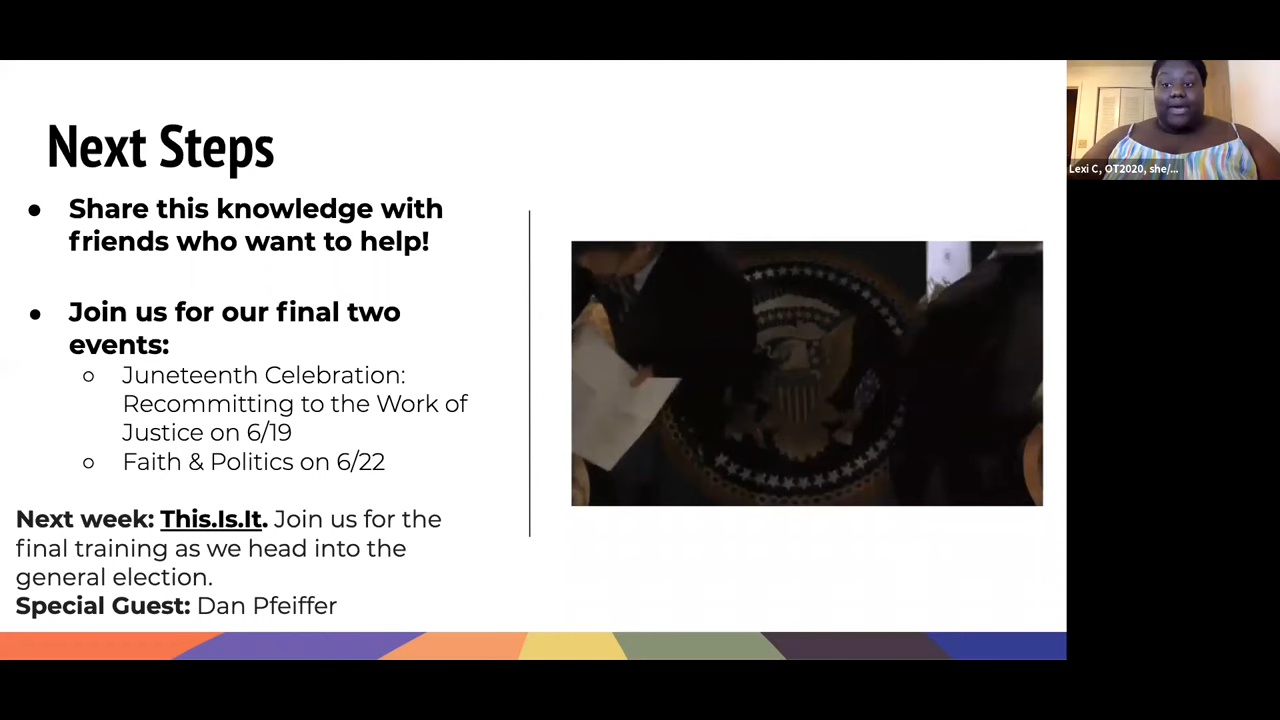 Next Steps
● Share this knowledge with
friends who want to help!
● Join us for our final two
events:
○ Juneteenth Celebration:
Recommitting to the Work of
Justice on 6/19
○ Faith & Politics on 6/22
Next week: This.Is.It. Join us for the
final training as we head into the
general election.
Special Guest: Dan Pfeiffer
Lexi C, OT2020, she/...